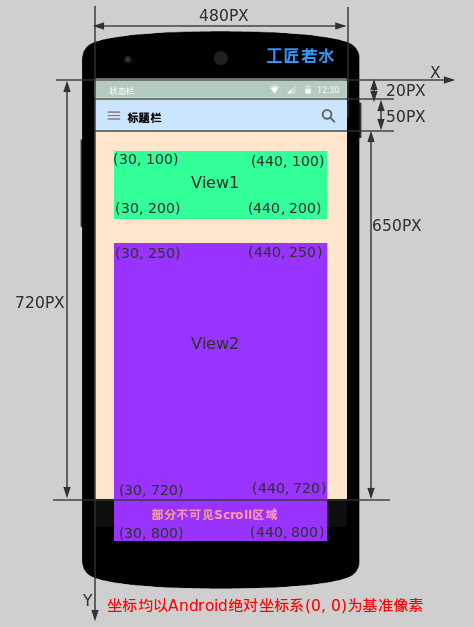 480PX
工匠若水
X
状态栏 12:30
20PX
标题栏
50PX
(30, 100) (440, 100)
View1
(30, 200) (440, 200)
650PX
(30, 250) (440, 250)
720PX
View2
(30, 720) (440, 720)
部分不可见Scroll区域
(30, 800) (440, 800)
Y
坐标均以Android绝对坐标系(0, 0)为基准像素